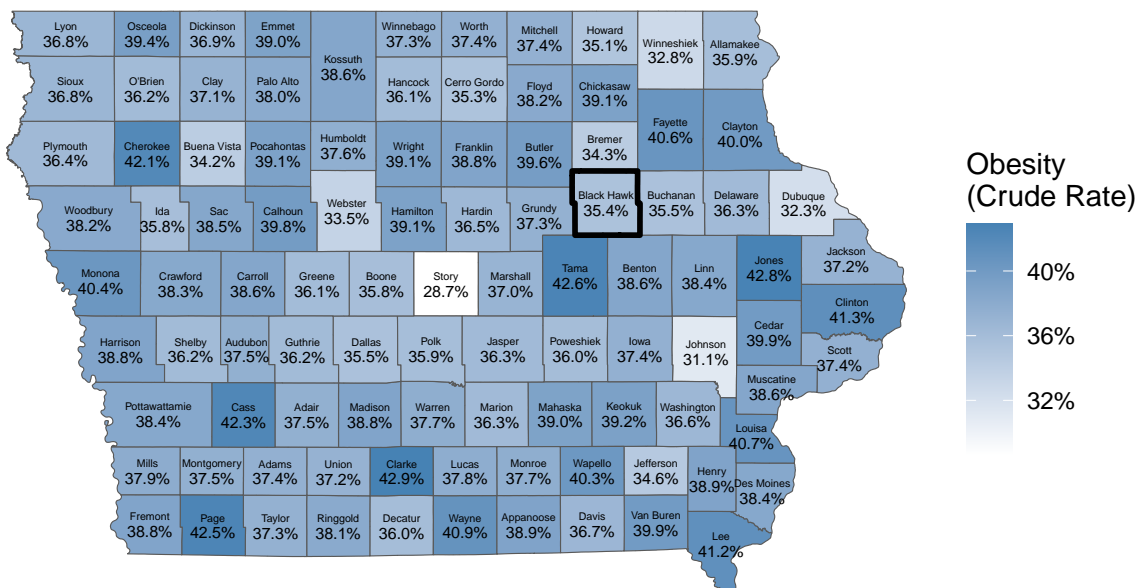 Lyon
36.8%
Osceola
39.4%
Dickinson
36.9%
Emmet
39.0%
Kossuth
38.6%
Winnebago
37.3%
Worth
37.4%
Mitchell
37.4%
Howard
35.1%
Winneshiek
32.8%
Allamakee
35.9%
Sioux
36.8%
O'Brien
36.2%
Clay
37.1%
Palo Alto
38.0%
Hancock
36.1%
Cerro Gordo
35.3%
Floyd
38.2%
Chickasaw
39.1%
Fayette
40.6%
Clayton
40.0%
Plymouth
36.4%
Cherokee
42.1%
Buena Vista
34.2%
Pocahontas
39.1%
Humboldt
37.6%
Wright
39.1%
Franklin
38.8%
Butler
39.6%
Bremer
34.3%
Woodbury
38.2%
Ida
35.8%
Sac
38.5%
Calhoun
39.8%
Webster
33.5%
Hamilton
39.1%
Hardin
36.5%
Grundy
37.3%
Black Hawk
35.4%
Buchanan
35.5%
Delaware
36.3%
Dubuque
32.3%
Monona
40.4%
Crawford
38.3%
Carroll
38.6%
Greene
36.1%
Boone
35.8%
Story
28.7%
Marshall
37.0%
Tama
42.6%
Benton
38.6%
Linn
38.4%
Jones
42.8%
Jackson
37.2%
Clinton
41.3%
Harrison
38.8%
Shelby
36.2%
Audubon
37.5%
Guthrie
36.2%
Dallas
35.5%
Polk
35.9%
Jasper
36.3%
Poweshiek
36.0%
Iowa
37.4%
Johnson
31.1%
Cedar
39.9%
Scott
37.4%
Muscatine
38.6%
Pottawattamie
38.4%
Cass
42.3%
Adair
37.5%
Madison
38.8%
Warren
37.7%
Marion
36.3%
Mahaska
39.0%
Keokuk
39.2%
Washington
36.6%
Louisa
40.7%
Mills
37.9%
Montgomery
37.5%
Adams
37.4%
Union
37.2%
Clarke
42.9%
Lucas
37.8%
Monroe
37.7%
Wapello
40.3%
Jefferson
34.6%
Henry
38.9%
Des Moines
38.4%
Fremont
38.8%
Page
42.5%
Taylor
37.3%
Ringgold
38.1%
Decatur
36.0%
Wayne
40.9%
Appanoose
38.9%
Davis
36.7%
Van Buren
39.9%
Lee
41.2%
Obesity
(Crude Rate)
40%
36%
32%